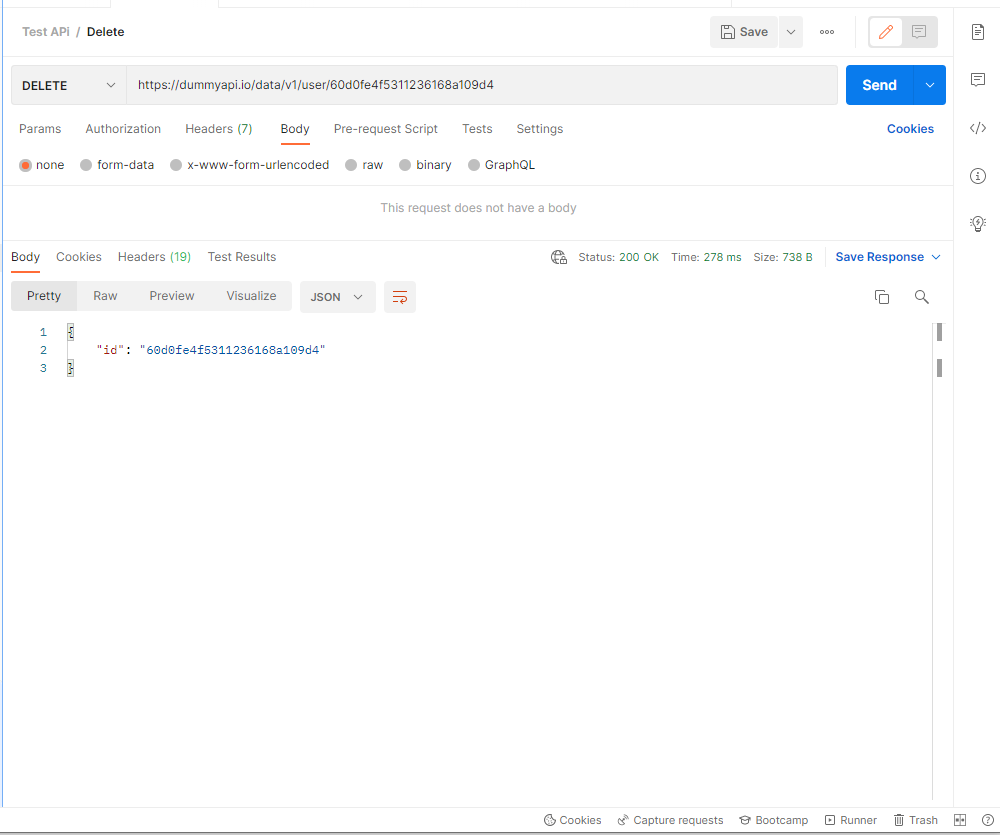 Test APi / Delete
Save
DELETE
https://dummyapi.io/data/v1/user/60d0fe4f5311236168a109d4
Send
Params Authorization Headers (7) Body Pre-request Script Tests Settings Cookies
none form-data x-www-form-urlencoded raw binary GraphQL
This request does not have a body
Body Cookies Headers (19) Test Results Status: 200 OK Time: 278 ms Size: 738 B Save Response
Pretty Raw Preview Visualize JSON
1 {
2 "id": "60d0fe4f5311236168a109d4"
3 }
Cookies Capture requests Bootcamp Runner Trash